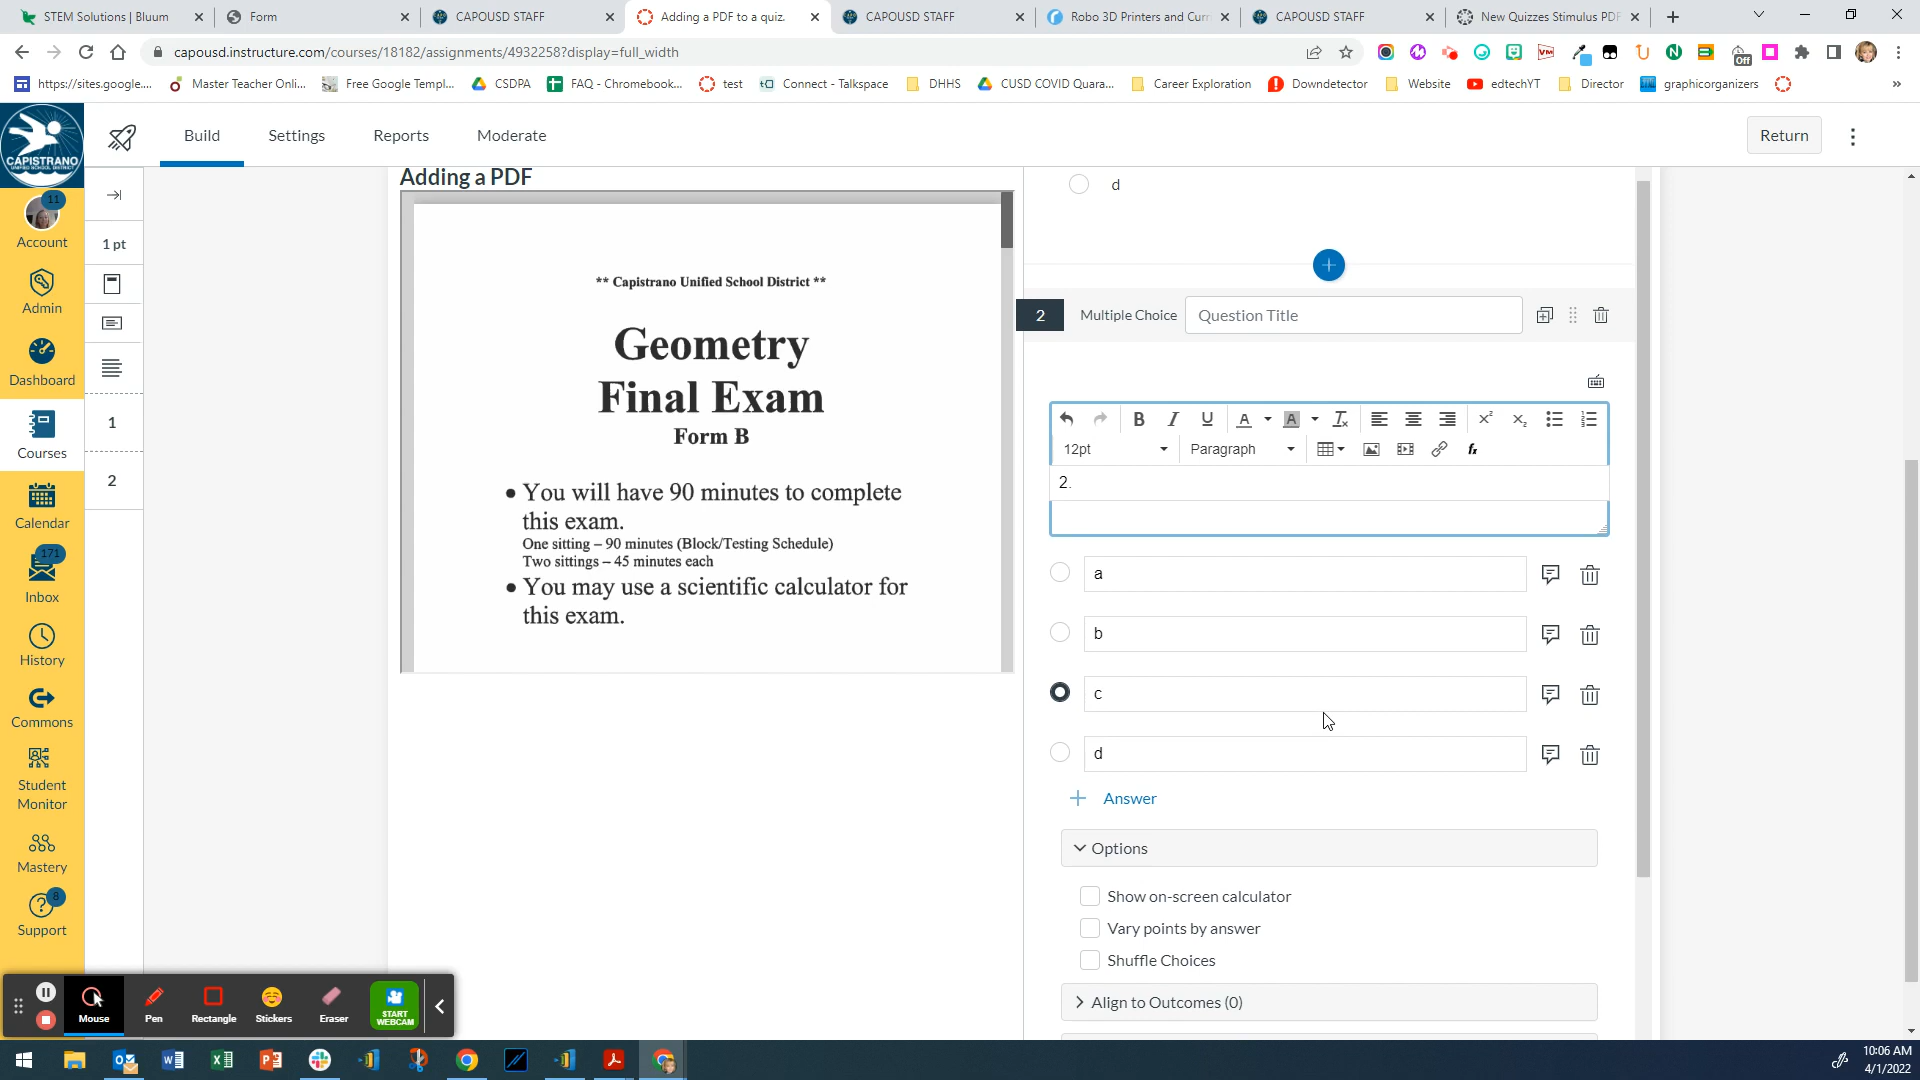 STEM Solutions | Bluum
Form
CAPOUSD STAFF
Adding a PDF to a quiz.
CAPOUSD STAFF
Robo 3D Printers and Curr
CAPOUSD STAFF
New Quizzes Stimulus PDF
capousd.instructure.com/courses/18182/assignments/4932258?display=full_width
Off
https://sites.google....
Master Teacher Onli...
Free Google Templ...
CSDPA
FAQ - Chromebook...
test
Connect - Talkspace
DHHS
CUSD COVID Quara...
Career Exploration
Downdetector
Website
edtechYT
Director
graphicorganizers
»
CAPISTRANO
UNIFIED SCHOOL DISTRICT
Build
Settings
Reports
Moderate
Return
11
Account
Admin
Dashboard
Courses
Calendar
171
Inbox
History
Commons
Student
Monitor
Mastery
8
Support
1 pt
1
2
Adding a PDF
** Capistrano Unified School District **
Geometry
Final Exam
Form B
• You will have 90 minutes to complete
this exam.
One sitting – 90 minutes (Block/Testing Schedule)
Two sittings – 45 minutes each
• You may use a scientific calculator for
this exam.
d
2
Multiple Choice
Question Title
12pt
Paragraph
2.
a
b
c
d
Answer
Options
Show on-screen calculator
Vary points by answer
Shuffle Choices
Align to Outcomes (0)
Mouse
Pen
Rectangle
Stickers
Eraser
START
WEBCAM
10:06 AM
4/1/2022